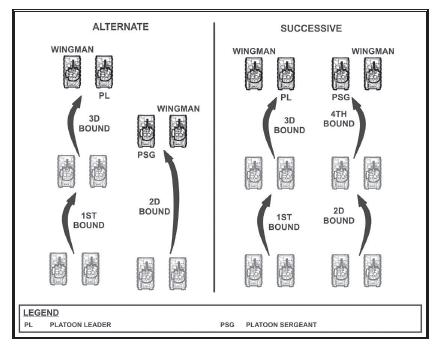 ALTERNATE
WINGMAN
PL
WINGMAN
PSG
3D
BOUND
1ST
BOUND
2D
BOUND
SUCCESSIVE
WINGMAN
WINGMAN
PL
PSG
3D
BOUND
4TH
BOUND
1ST
BOUND
2D
BOUND
LEGEND
PL PLATOON LEADER PSG PLATOON SERGEANT